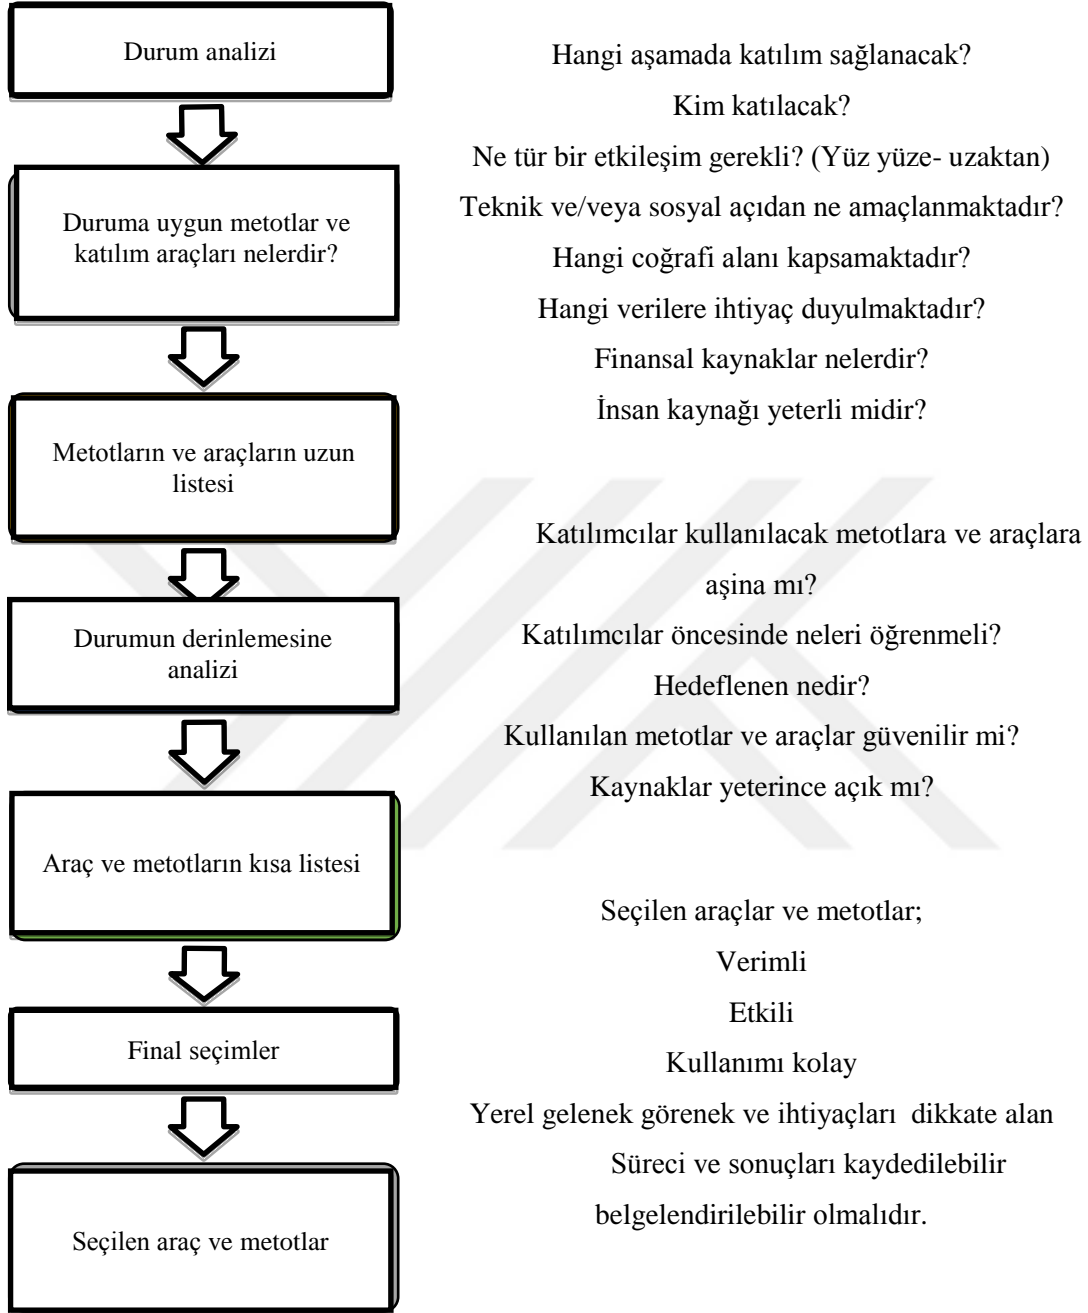 Durum analizi
Duruma uygun metotlar ve
katılım araçları nelerdir?
Metotların ve araçların uzun
listesi
Durumun derinlemesine
analizi
Araç ve metotların kısa listesi
Final seçimler
Seçilen araç ve metotlar
Hangi aşamada katılım sağlanacak?
Kim katılacak?
Ne tür bir etkileşim gerekli? (Yüz yüze- uzaktan)
Teknik ve/veya sosyal açıdan ne amaçlanmaktadır?
Hangi coğrafi alanı kapsamaktadır?
Hangi verilere ihtiyaç duyulmaktadır?
Finansal kaynaklar nelerdir?
İnsan kaynağı yeterli midir?
Katılımcılar kullanılacak metotlara ve araçlara
aşina mı?
Katılımcılar öncesinde neleri öğrenmeli?
Hedeflenen nedir?
Kullanılan metotlar ve araçlar güvenilir mi?
Kaynaklar yeterince açık mı?
Seçilen araçlar ve metotlar;
Verimli
Etkili
Kullanımı kolay
Yerel gelenek görenek ve ihtiyaçları  dikkate alan
Süreci ve sonuçları kaydedilebilir
belgelendirilebilir olmalıdır.